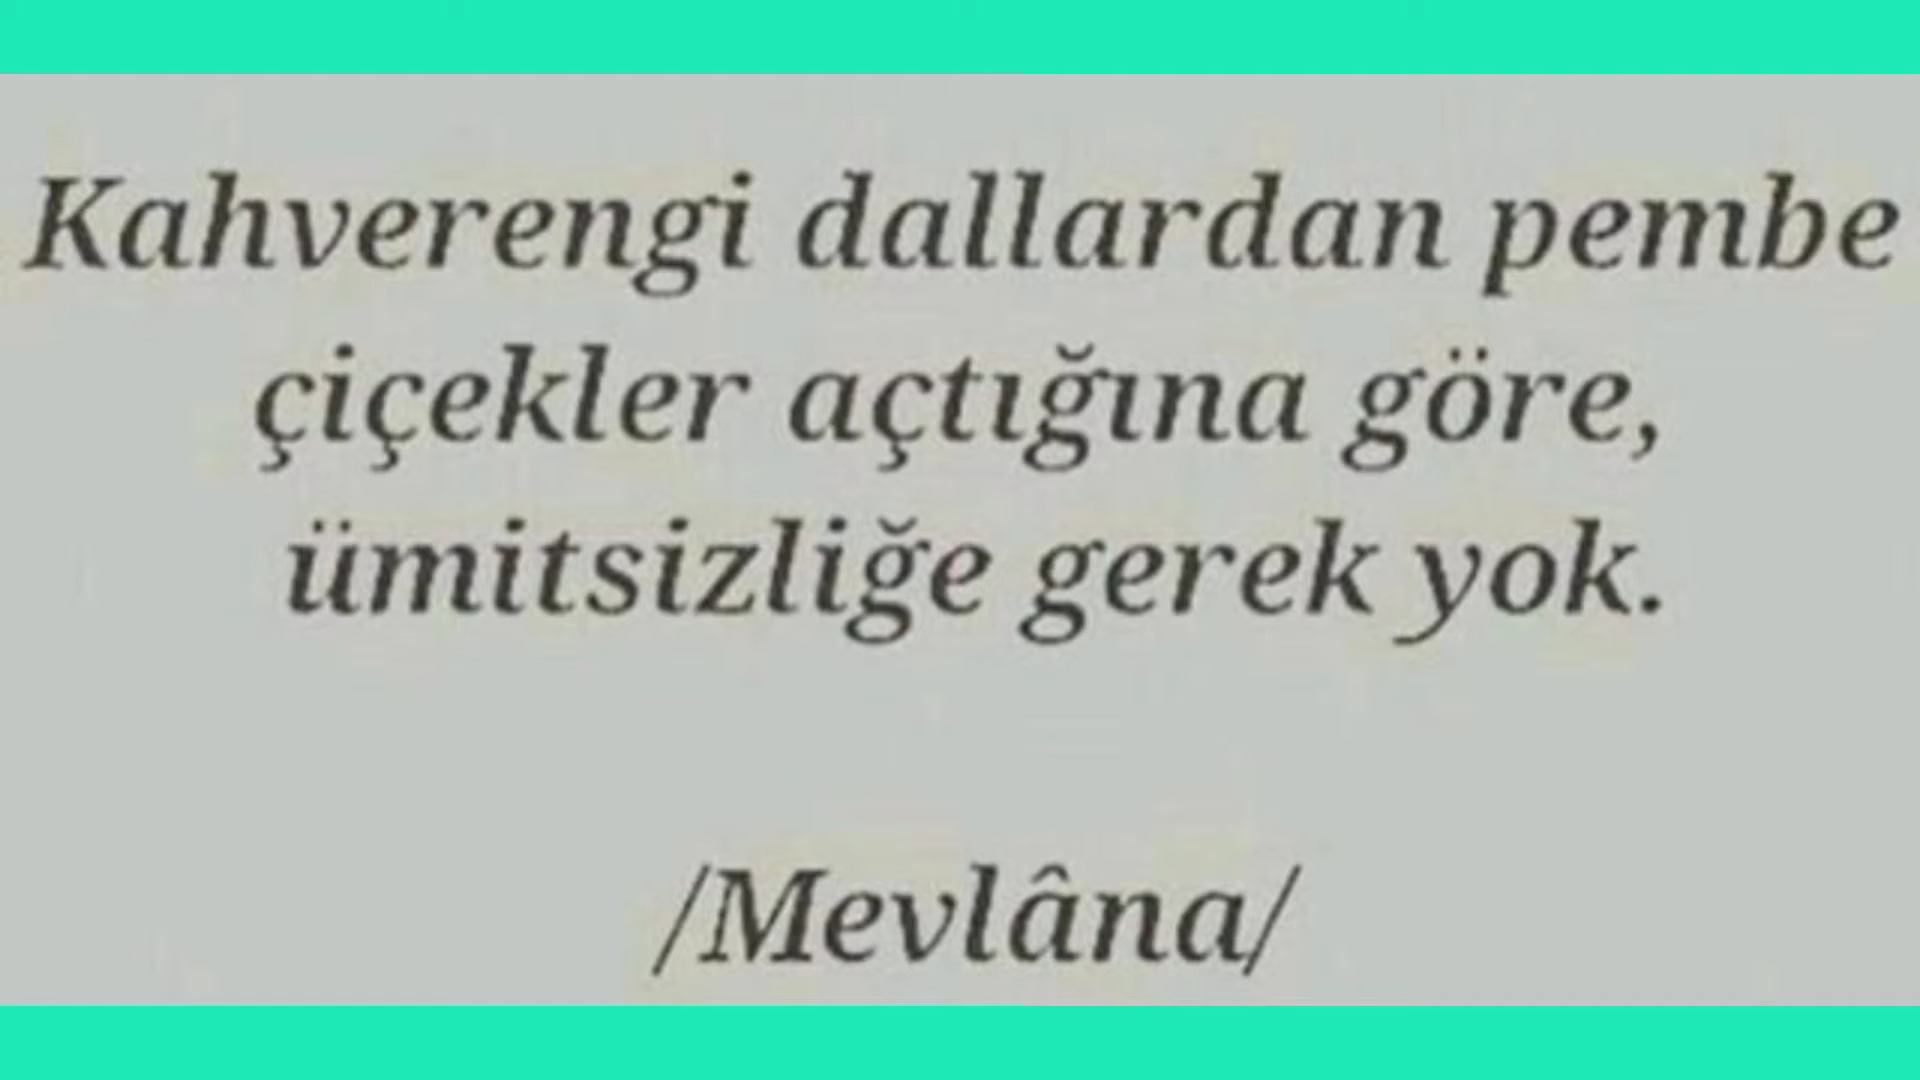 Kahverengi dallardan pembe
çiçekler açtığına göre,
ümitsizliğe gerek yok.
/Mevlâna/